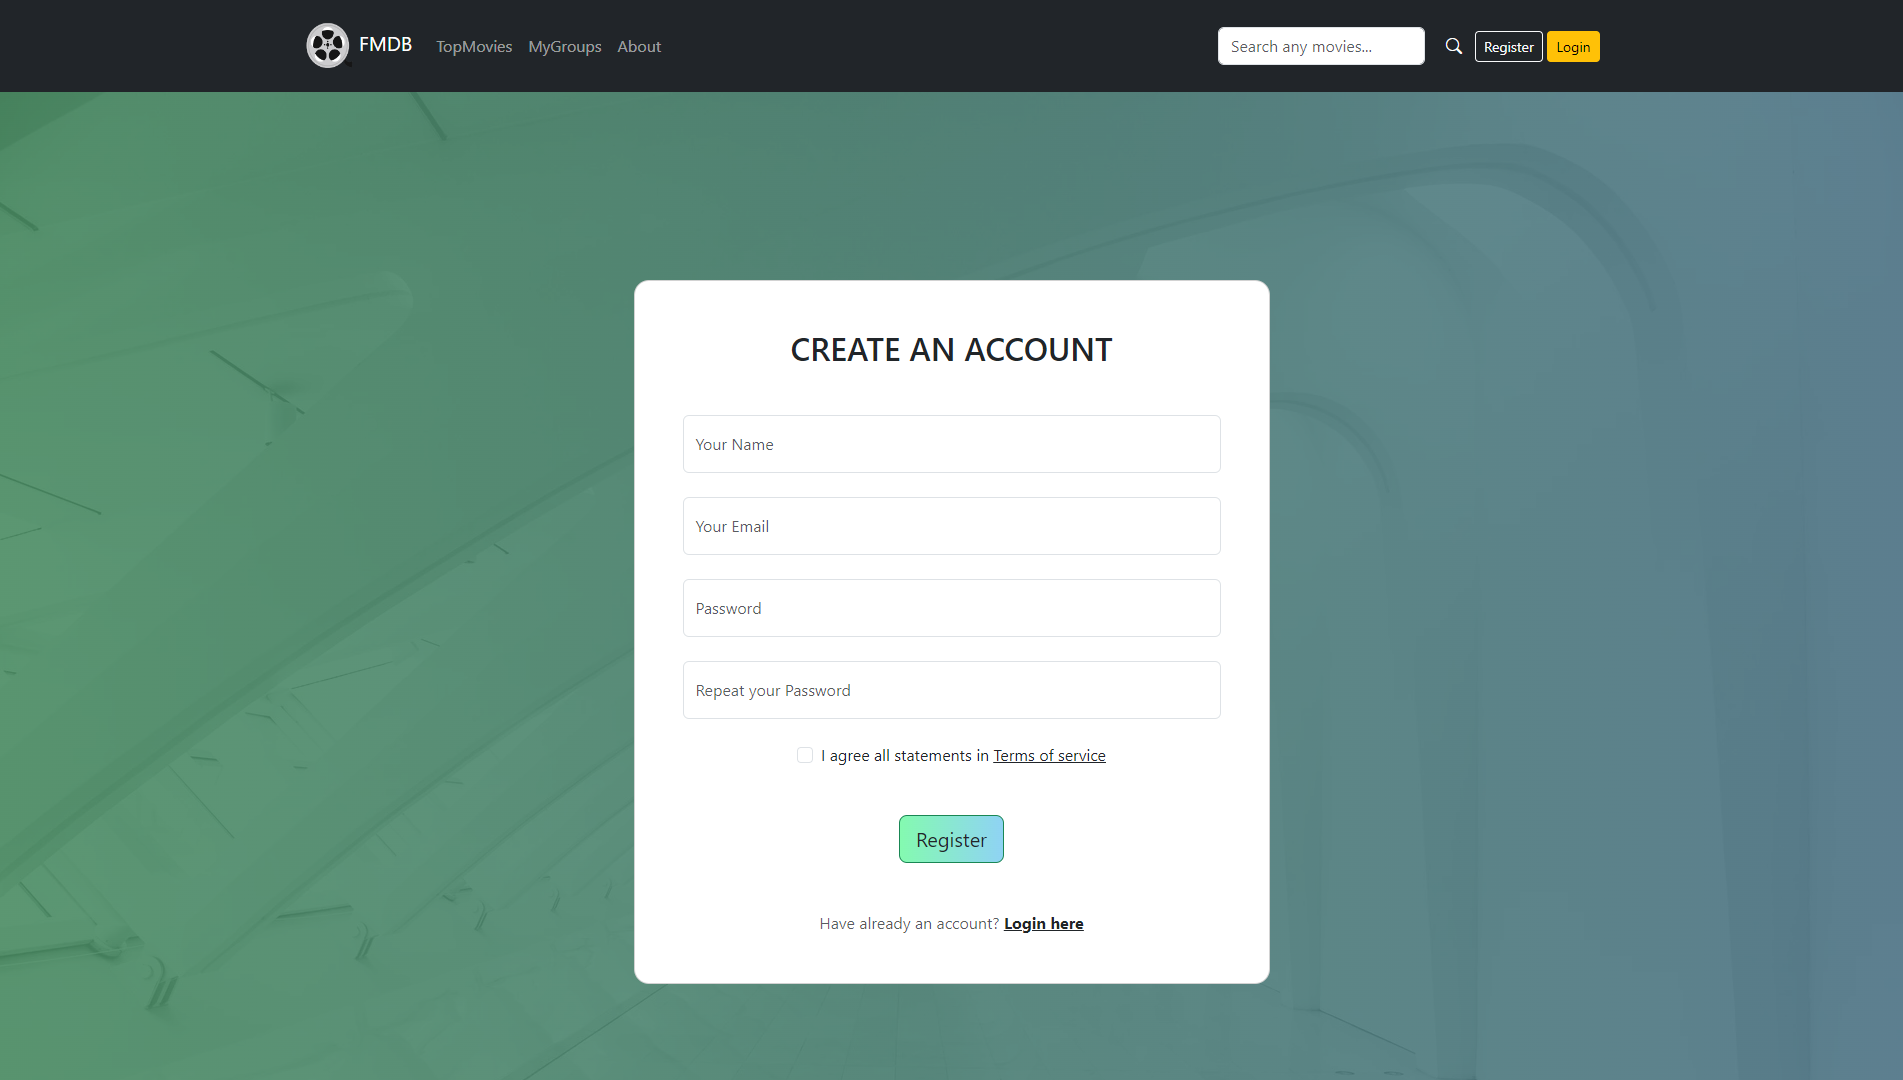 FMDB TopMovies MyGroups About Search any movies... Register Login
CREATE AN ACCOUNT
Your Name
Your Email
Password
Repeat your Password
I agree all statements in Terms of service
Register
Have already an account? Login here